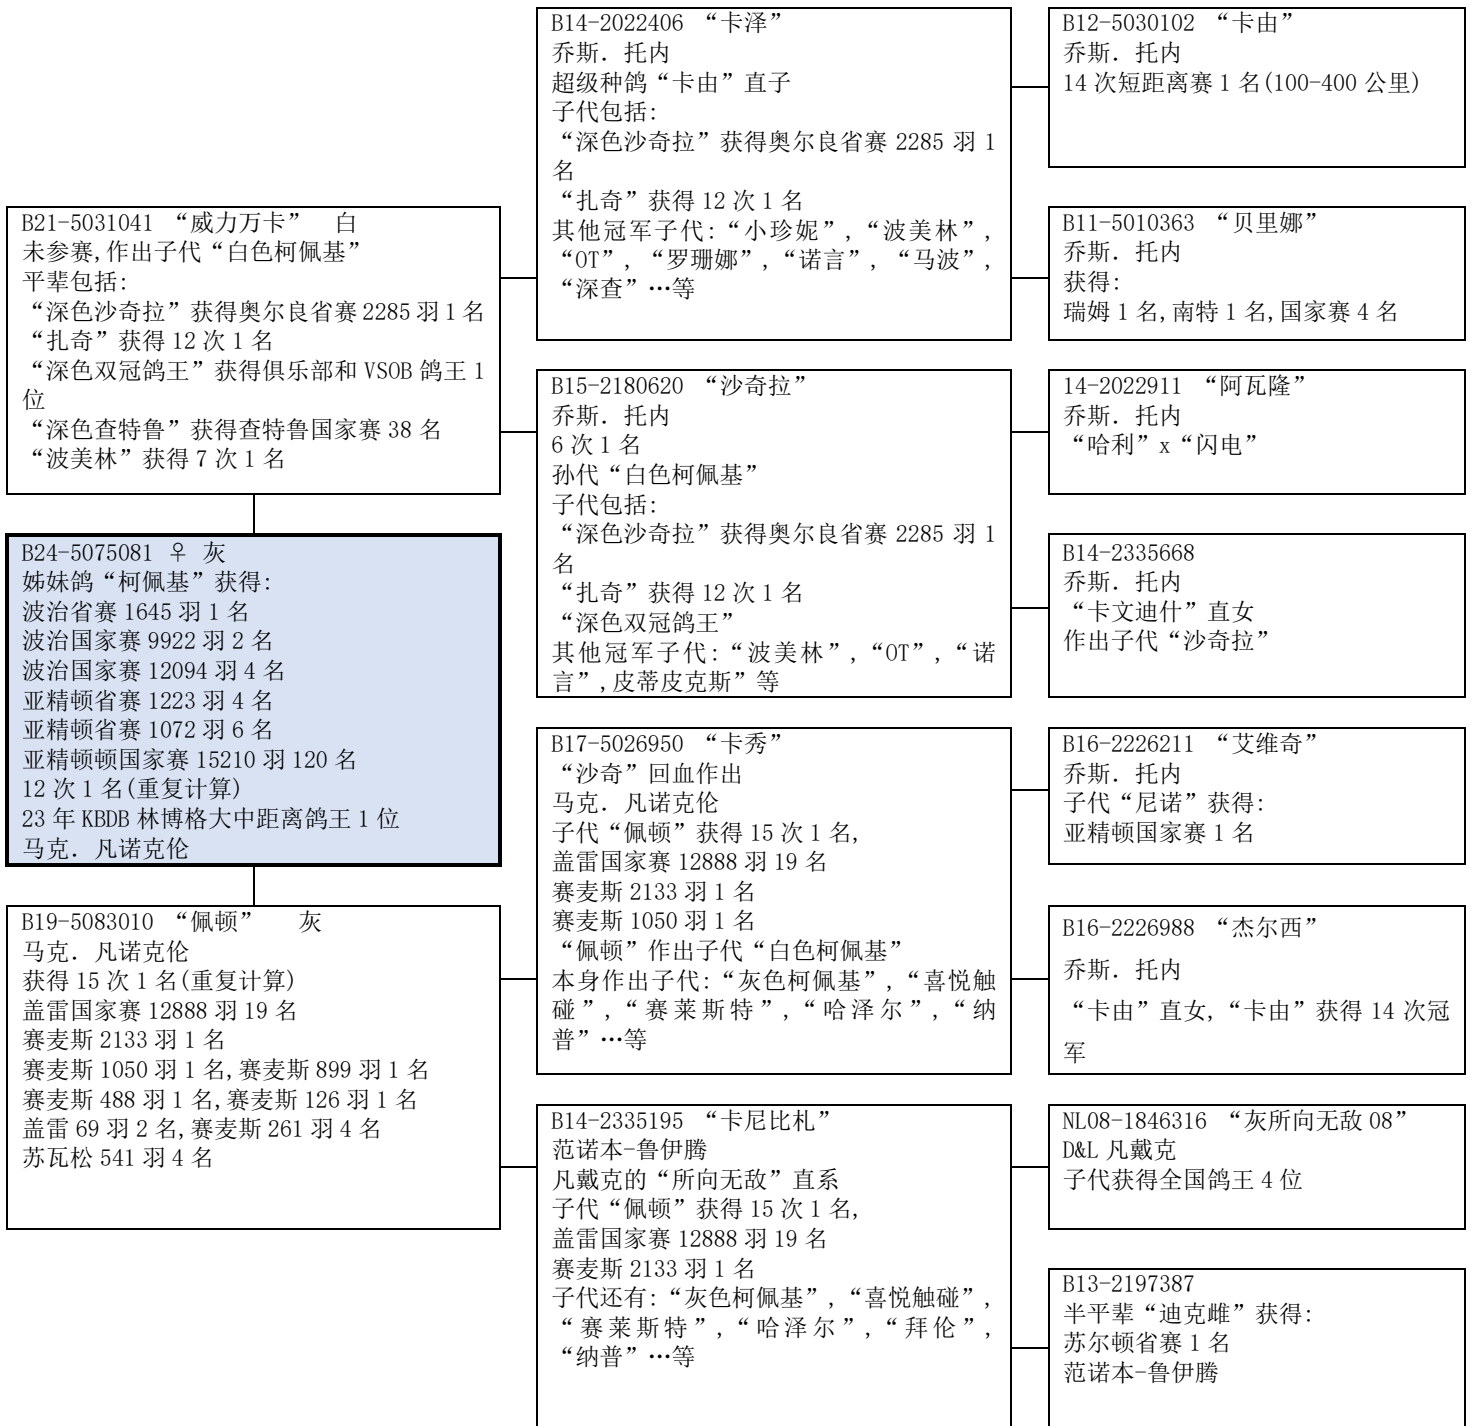 B21-5031041 “威力万卡” 白
未参赛,作出子代“白色柯佩基”
平辈包括:
“深色沙奇拉”获得奥尔良省赛 2285 羽 1 名
“扎奇”获得 12 次 1 名
“深色双冠鸽王”获得俱乐部和 VSOB 鸽王 1
位
“深色查特鲁”获得查特鲁国家赛 38 名
“波美林”获得 7 次 1 名
B24-5075081 ♀ 灰
姊妹鸽“柯佩基”获得:
波治省赛 1645 羽 1 名
波治国家赛 9922 羽 2 名
波治国家赛 12094 羽 4 名
亚精顿省赛 1223 羽 4 名
亚精顿省赛 1072 羽 6 名
亚精顿顿国家赛 15210 羽 120 名
12 次 1 名(重复计算)
23 年 KBDB 林博格大中距离鸽王 1 位
马克. 凡诺克伦
B19-5083010 “佩顿” 灰
马克. 凡诺克伦
获得 15 次 1 名(重复计算)
盖雷国家赛 12888 羽 19 名
赛麦斯 2133 羽 1 名
赛麦斯 1050 羽 1 名,赛麦斯 899 羽 1 名
赛麦斯 488 羽 1 名,赛麦斯 126 羽 1 名
盖雷 69 羽 2 名,赛麦斯 261 羽 4 名
苏瓦松 541 羽 4 名
B14-2022406 “卡泽”
乔斯. 托内
超级种鸽“卡由”直子
子代包括:
“深色沙奇拉”获得奥尔良省赛 2285 羽 1
名
“扎奇”获得 12 次 1 名
其他冠军子代:“小珍妮”,“波美林”,
“OT”,“罗珊娜”,“诺言”,“马波”,
“深查”…等
B15-2180620 “沙奇拉”
乔斯. 托内
6 次 1 名
孙代“白色柯佩基”
子代包括:
“深色沙奇拉”获得奥尔良省赛 2285 羽 1
名
“扎奇”获得 12 次 1 名
“深色双冠鸽王”
其他冠军子代:“波美林”,“OT”,“诺
言”,皮蒂皮克斯”等
B17-5026950 “卡秀”
“沙奇”回血作出
马克. 凡诺克伦
子代“佩顿”获得 15 次 1 名,
盖雷国家赛 12888 羽 19 名
赛麦斯 2133 羽 1 名
赛麦斯 1050 羽 1 名
“佩顿”作出子代“白色柯佩基”
本身作出子代:“灰色柯佩基”,“喜悦触
碰”,“赛莱斯特”,“哈泽尔”,“纳
普”…等
B14-2335195 “卡尼比札”
范诺本-鲁伊腾
凡戴克的“所向无敌”直系
子代“佩顿”获得 15 次 1 名,
盖雷国家赛 12888 羽 19 名
赛麦斯 2133 羽 1 名
子代还有:“灰色柯佩基”,“喜悦触碰”,
“赛莱斯特”,“哈泽尔”,“拜伦”,
“纳普”…等
B12-5030102 “卡由”
乔斯. 托内
14 次短距离赛 1 名(100-400 公里)
B11-5010363 “贝里娜”
乔斯. 托内
获得:
瑞姆 1 名,南特 1 名,国家赛 4 名
14-2022911 “阿瓦隆”
乔斯. 托内
“哈利”x“闪电”
B14-2335668
乔斯. 托内
“卡文迪什”直女
作出子代“沙奇拉”
B16-2226211 “艾维奇”
乔斯. 托内
子代“尼诺”获得:
亚精顿国家赛 1 名
B16-2226988 “杰尔西”
乔斯. 托内
“卡由”直女,“卡由”获得 14 次冠
军
NL08-1846316 “灰所向无敌 08”
D&L 凡戴克
子代获得全国鸽王 4 位
B13-2197387
半平辈“迪克雌”获得:
苏尔顿省赛 1 名
范诺本-鲁伊腾